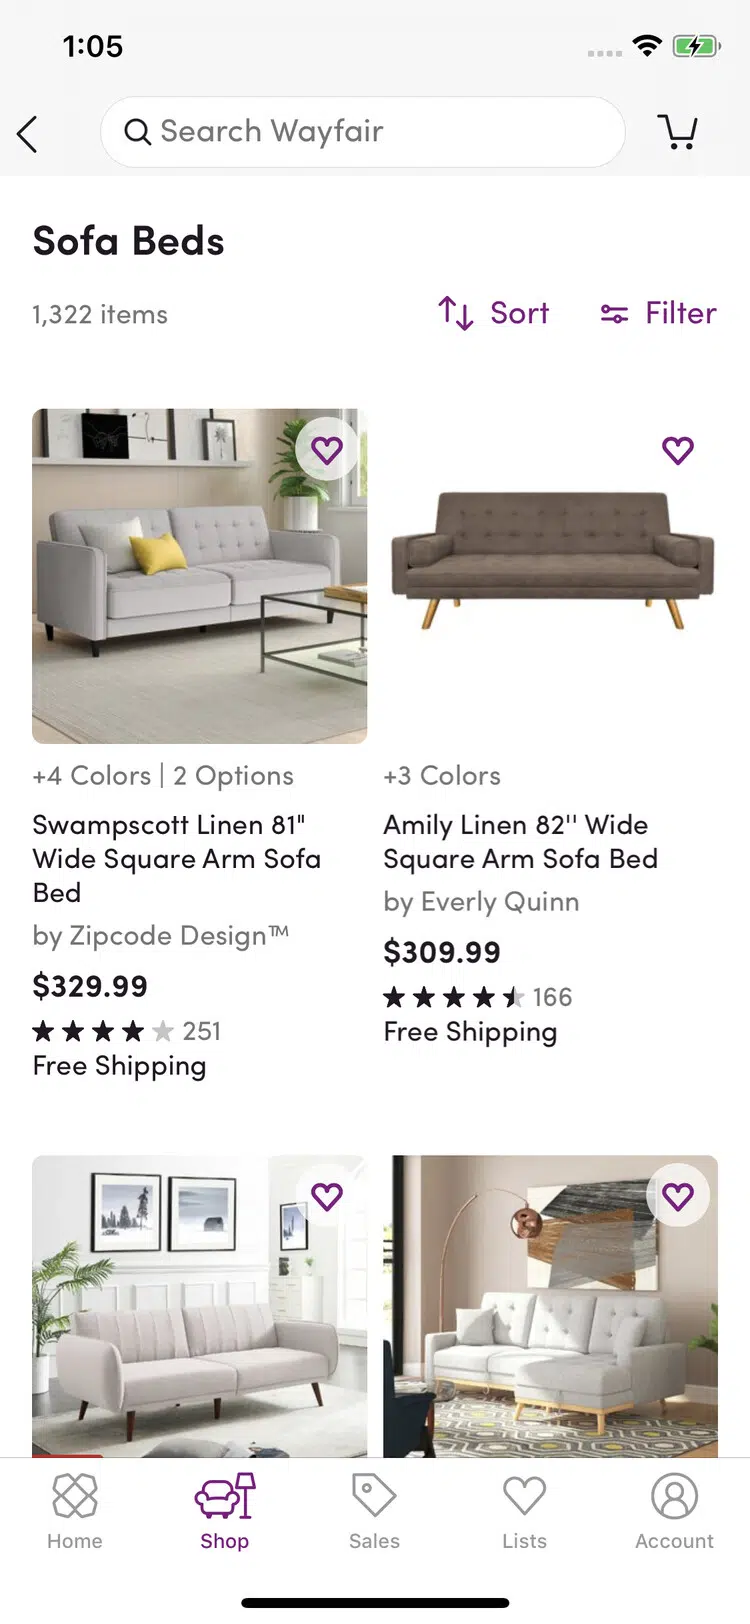 1:05
Search Wayfair
Sofa Beds
1,322 items
Sort
Filter
+4 Colors | 2 Options
Swampscott Linen 81" Wide Square Arm Sofa Bed
by Zipcode Design™
$329.99
251
Free Shipping
+3 Colors
Amily Linen 82'' Wide Square Arm Sofa Bed
by Everly Quinn
$309.99
166
Free Shipping
Home
Shop
Sales
Lists
Account